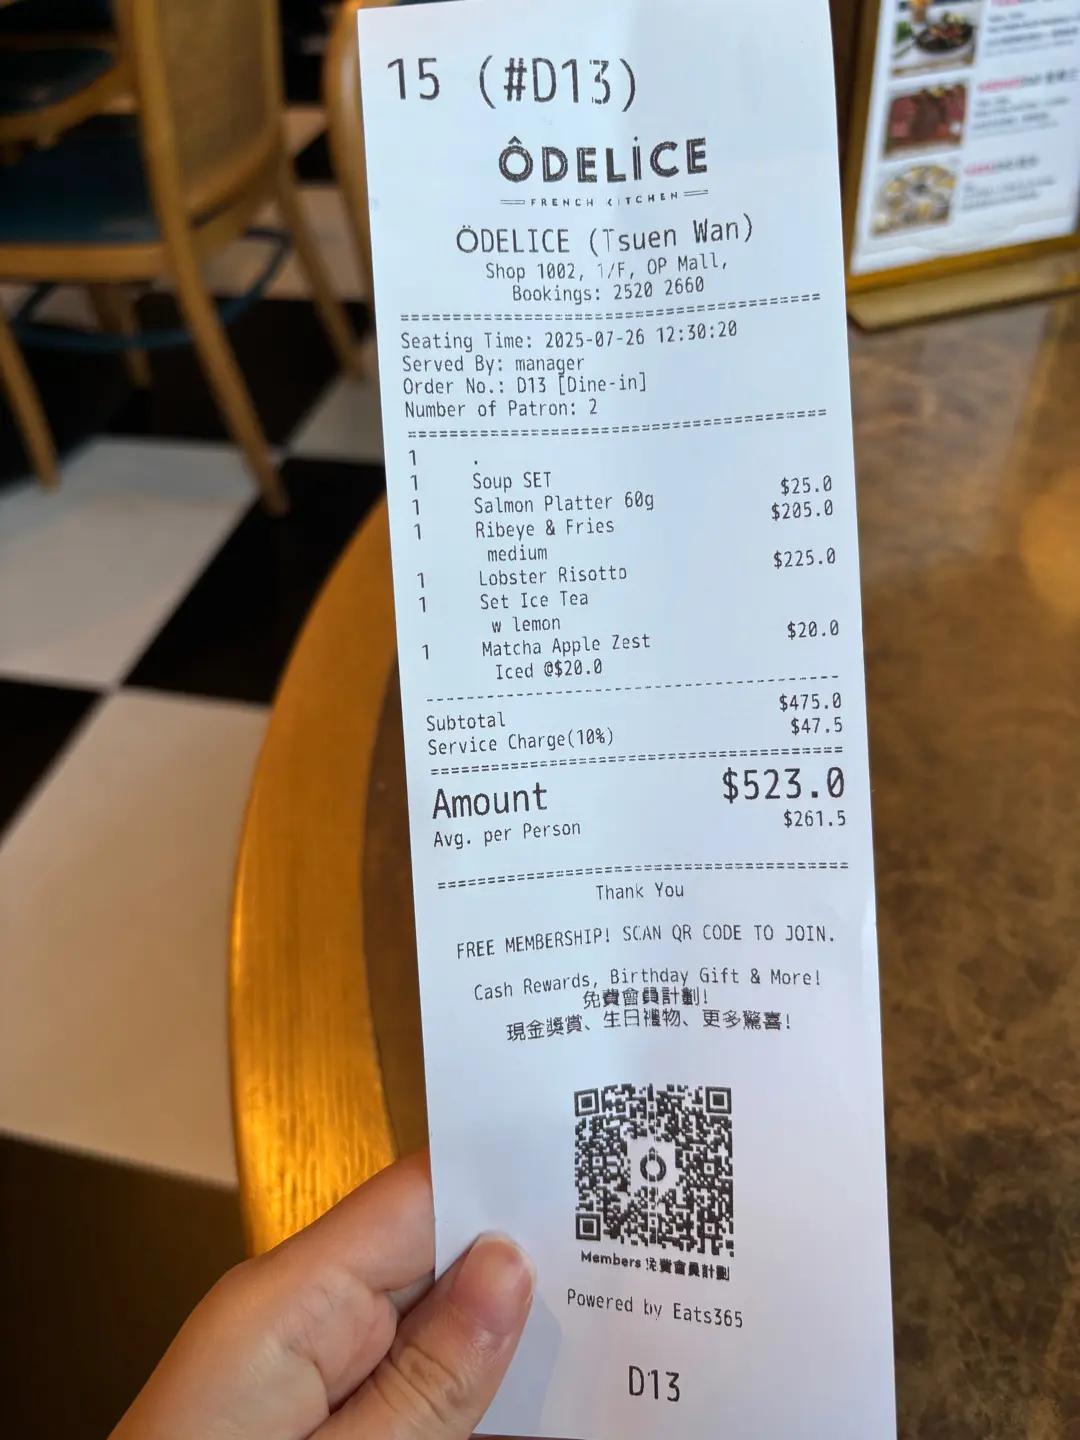 15 (#D13)
ÔDELİCE
FRENCH KITCHEN
ÖDELICE (Tsuen Wan)
Shop 1002, 1/F, OP Mall,
Bookings: 2520 2660
Seating Time: 2025-07-26 12:30:20
Served By: manager
Order No.: D13 [Dine-in]
Number of Patron: 2
1 .
1 Soup SET
1 Salmon Platter 60g $25.0
1 Ribeye & Fries $205.0
medium
1 Lobster Risotto $225.0
1 Set Ice Tea
w lemon
1 Matcha Apple Zest $20.0
Iced @$20.0
Subtotal $475.0
Service Charge(10%) $47.5
Amount $523.0
Avg. per Person $261.5
Thank You
FREE MEMBERSHIP! SCAN QR CODE TO JOIN.
Cash Rewards, Birthday Gift & More!
免費會員計劃!
現金獎賞、生日禮物、更多驚喜!
Members 免費會員計劃
Powered by Eats365
D13